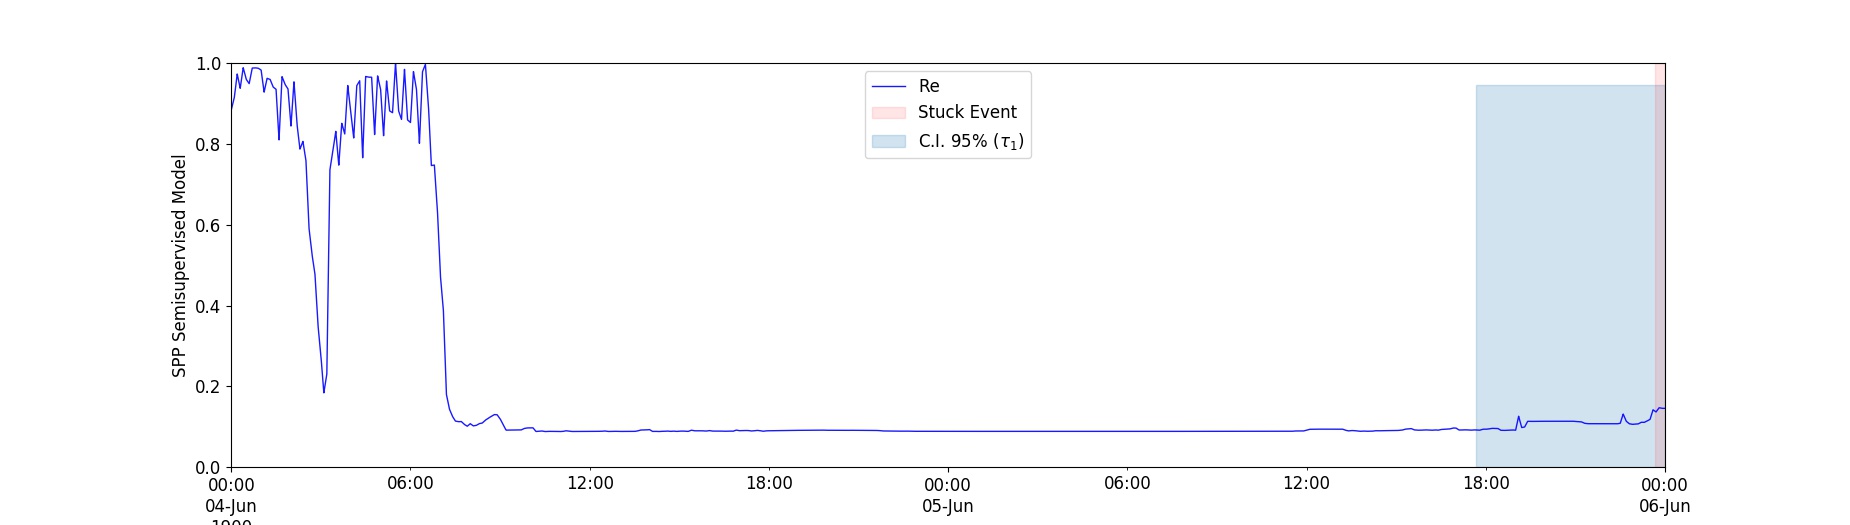 SPP Semisupervised Model
1.0
0.8
0.6
0.4
0.2
0.0
Re
Stuck Event
C.I. 95% (τ₁)
00:00 06:00 12:00 18:00 00:00 06:00 12:00 18:00 00:00
04-Jun 05-Jun 06-Jun
1900